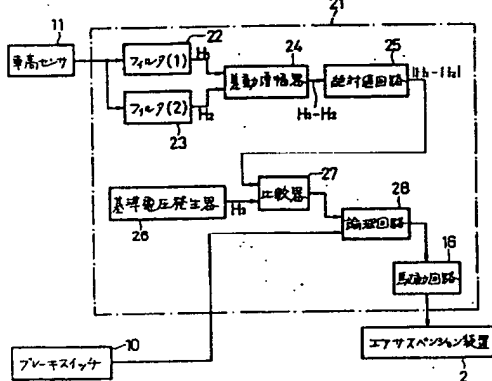 21
11
車高センサ
22
フィルタ(1)
H1
フィルタ(2)
23
H2
24
差動増幅器
H1-H2
25
絶対値回路
|H1-H2|
27
比較器
基準電圧発生器
26
H3
28
論理回路
16
駆動回路
10
ブレーキスイッチ
エアサスペンション装置
2